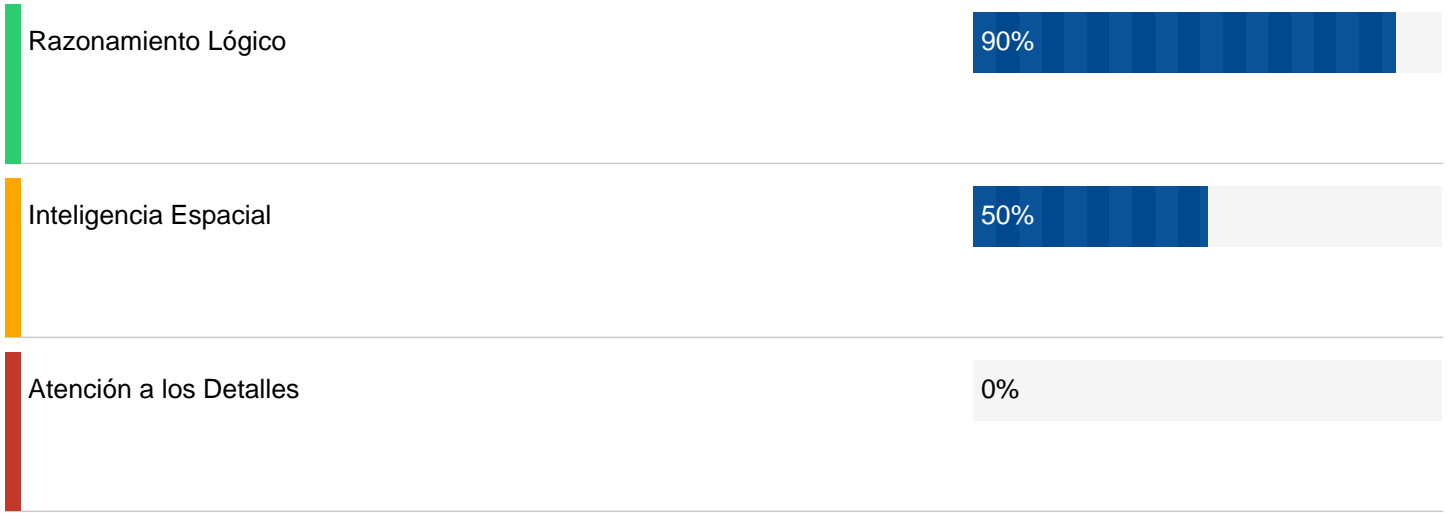 Razonamiento Lógico 90%
Inteligencia Espacial 50%
Atención a los Detalles 0%